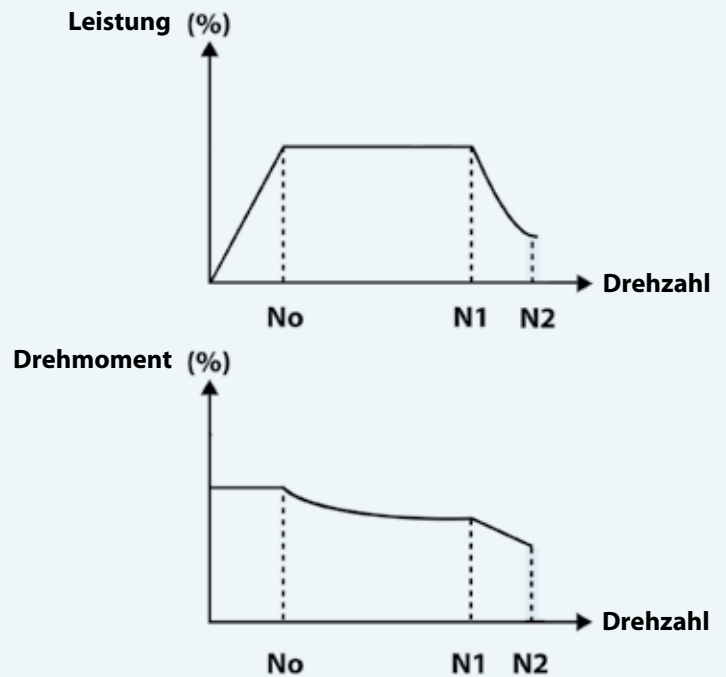 Leistung (%)
Drehzahl
No N1 N2
Drehmoment (%)
Drehzahl
No N1 N2